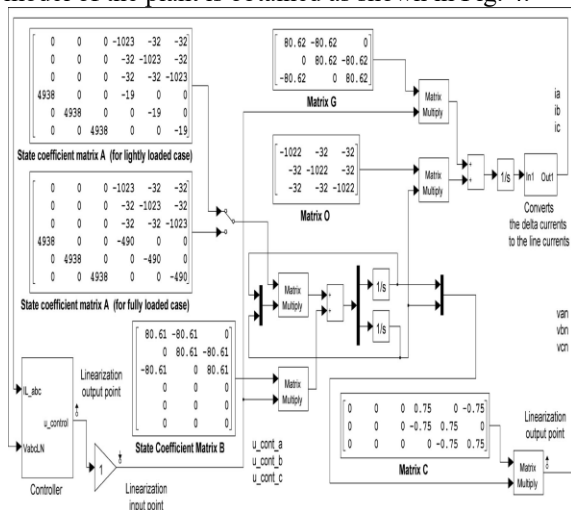 model of the plant is obtained as shown in Fig. 4.
0 0 0 -1023 -32 -32
0 0 0 -32 -1023 -32
0 0 0 -32 -32 -1023
4938 0 0 -19 0 0
0 4938 0 0 -19 0
0 0 4938 0 0 -19
State coefficient matrix A (for lightly loaded case)
0 0 0 -1023 -32 -32
0 0 0 -32 -1023 -32
0 0 0 -32 -32 -1023
4938 0 0 -490 0 0
0 4938 0 0 -490 0
0 0 4938 0 0 -490
State coefficient matrix A (for fully loaded case)
80.62 -80.62 0
0 80.62 -80.62
-80.62 0 80.62
Matrix G
Matrix
Multiply
-1022 -32 -32
-32 -1022 -32
-32 -32 -1022
Matrix O
Matrix
Multiply
+
+
1/s
In1 Out1
Converts
the delta currents
to the line currents
ia
ib
ic
Matrix
Multiply
+
+
1/s
1/s
80.61 -80.61 0
0 80.61 -80.61
-80.61 0 80.61
0 0 0
0 0 0
0 0 0
State Coefficient Matrix B
Matrix
Multiply
van
vbn
vcn
0 0 0 0.75 0 -0.75
0 0 0 -0.75 0.75 0
0 0 0 0 -0.75 0.75
Matrix C
Matrix
Multiply
Linearization
output point
Linearization
output point
IL_abc
u_control
VabcLN
Controller
1
Linearization
input point
u_cont_a
u_cont_b
u_cont_c